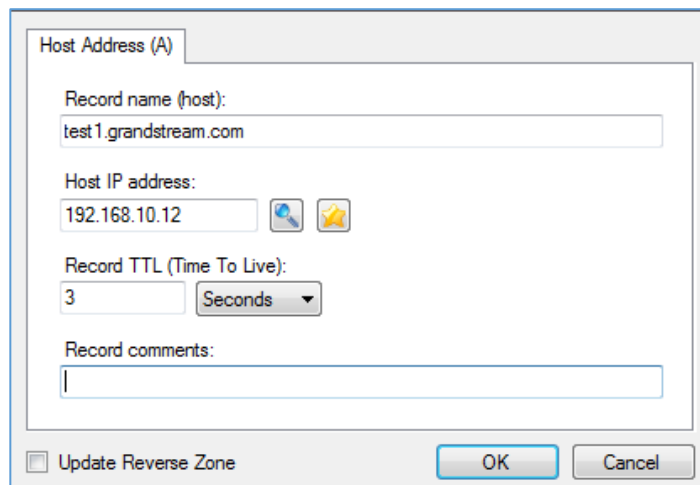 Host Address (A)
Record name (host):
test1.grandstream.com
Host IP address:
192.168.10.12
Record TTL (Time To Live):
3 Seconds
Record comments:
Update Reverse Zone OK Cancel